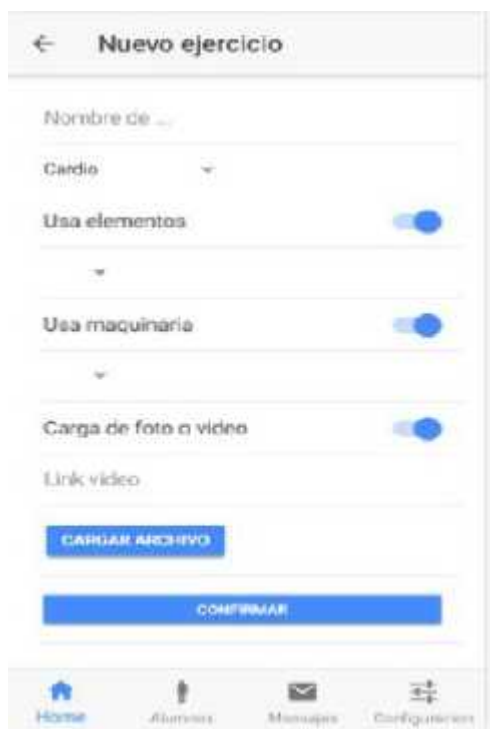 Nuevo ejercicio
Nombre de ...
Cardio
Usa elementos
Usa maquinaria
Carga de foto o video
Link video
CARGAR ARCHIVO
CONFIRMAR
Home Alumnos Mensajes Configuracion